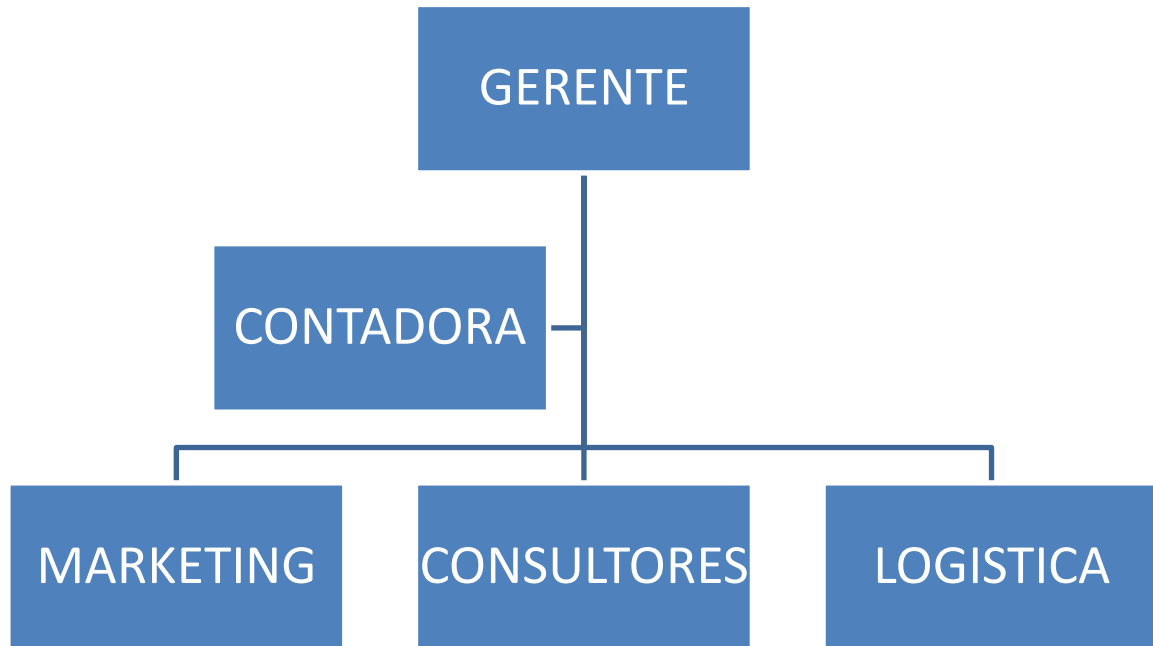 GERENTE
CONTADORA
MARKETING
CONSULTORES
LOGISTICA